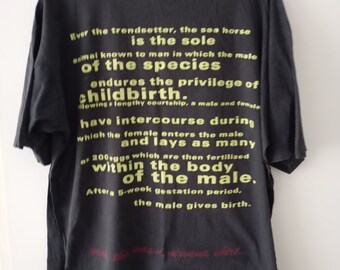 Ever the trendsetter, the sea horse
is the sole
animal known to man in which the male
of the species
endures the privilege of
childbirth.
following a lengthy courtship, a male and female
have intercourse during
which the female enters the male
and lays as many
as 200 eggs which are then fertilised
within the body
of the male.
After a 5-week gestation period,
the male gives birth.